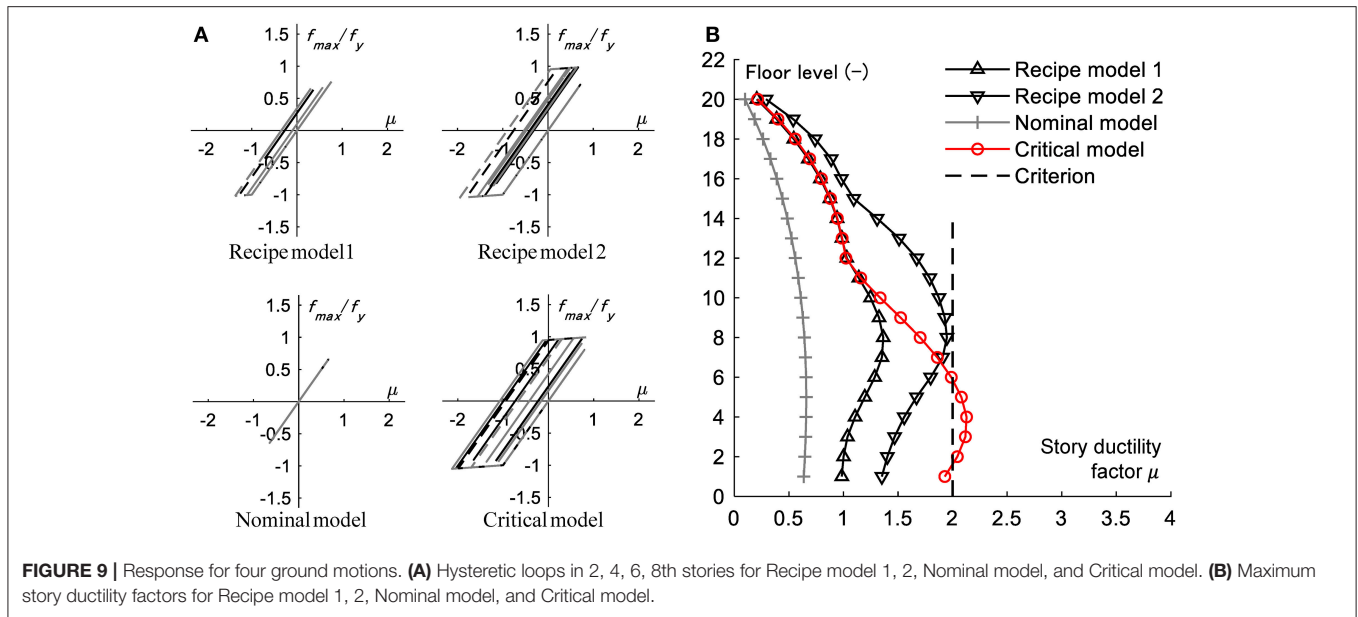 A
f_max/f_y
1.5
1
0.5
μ
-2
-1
1
2
-0.5
-1
-1.5
Recipe model 1
f_max/f_y
1.5
1
0.5
μ
-2
-1
1
2
-0.5
-1
-1.5
Recipe model 2
f_max/f_y
1.5
1
0.5
μ
-2
-1
1
2
-0.5
-1
-1.5
Nominal model
f_max/f_y
1.5
1
0.5
μ
-2
-1
1
2
-0.5
-1
-1.5
Critical model
B
22
20
18
16
14
12
10
8
6
4
2
0
Floor level (-)
Recipe model 1
Recipe model 2
Nominal model
Critical model
Criterion
Story ductility
factor μ
0 0.5 1 1.5 2 2.5 3 3.5 4
FIGURE 9 | Response for four ground motions. (A) Hysteretic loops in 2, 4, 6, 8th stories for Recipe model 1, 2, Nominal model, and Critical model. (B) Maximum
story ductility factors for Recipe model 1, 2, Nominal model, and Critical model.